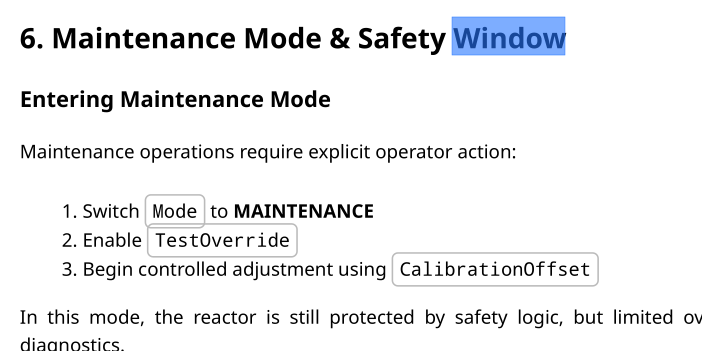 6. Maintenance Mode & Safety Window
Entering Maintenance Mode
Maintenance operations require explicit operator action:
1. Switch Mode to MAINTENANCE
2. Enable TestOverride
3. Begin controlled adjustment using CalibrationOffset
In this mode, the reactor is still protected by safety logic, but limited ov
diagnostics.